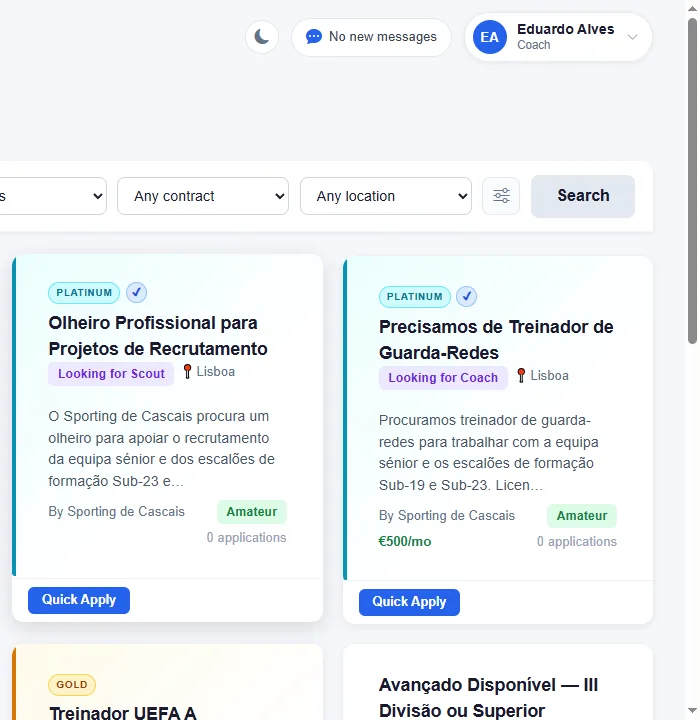 No new messages
EA
Eduardo Alves
Coach
s
Any contract
Any location
Search
PLATINUM
Olheiro Profissional para
Projetos de Recrutamento
Looking for Scout
Lisboa
O Sporting de Cascais procura um
olheiro para apoiar o recrutamento
da equipa sénior e dos escalões de
formação Sub-23 e…
By Sporting de Cascais
Amateur
0 applications
Quick Apply
PLATINUM
Precisamos de Treinador de
Guarda-Redes
Looking for Coach
Lisboa
Procuramos treinador de guarda-
redes para trabalhar com a equipa
sénior e os escalões de formação
Sub-19 e Sub-23. Licen…
By Sporting de Cascais
Amateur
€500/mo
0 applications
Quick Apply
GOLD
Treinador UEFA A
Avançado Disponível — III
Divisão ou Superior